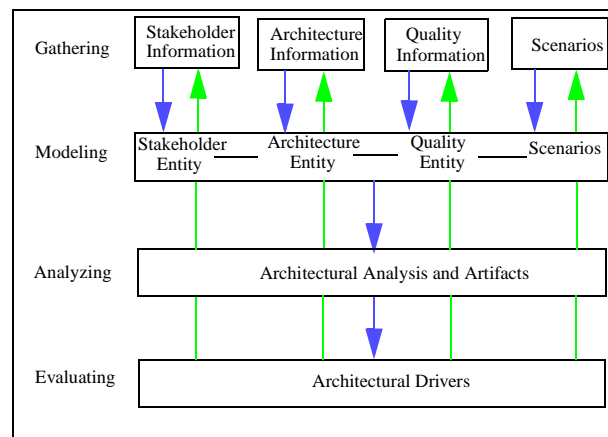 Gathering
Stakeholder
Information
Architecture
Information
Quality
Information
Scenarios
Modeling
Stakeholder
Entity
Architecture
Entity
Quality
Entity
Scenarios
Analyzing
Architectural Analysis and Artifacts
Evaluating
Architectural Drivers